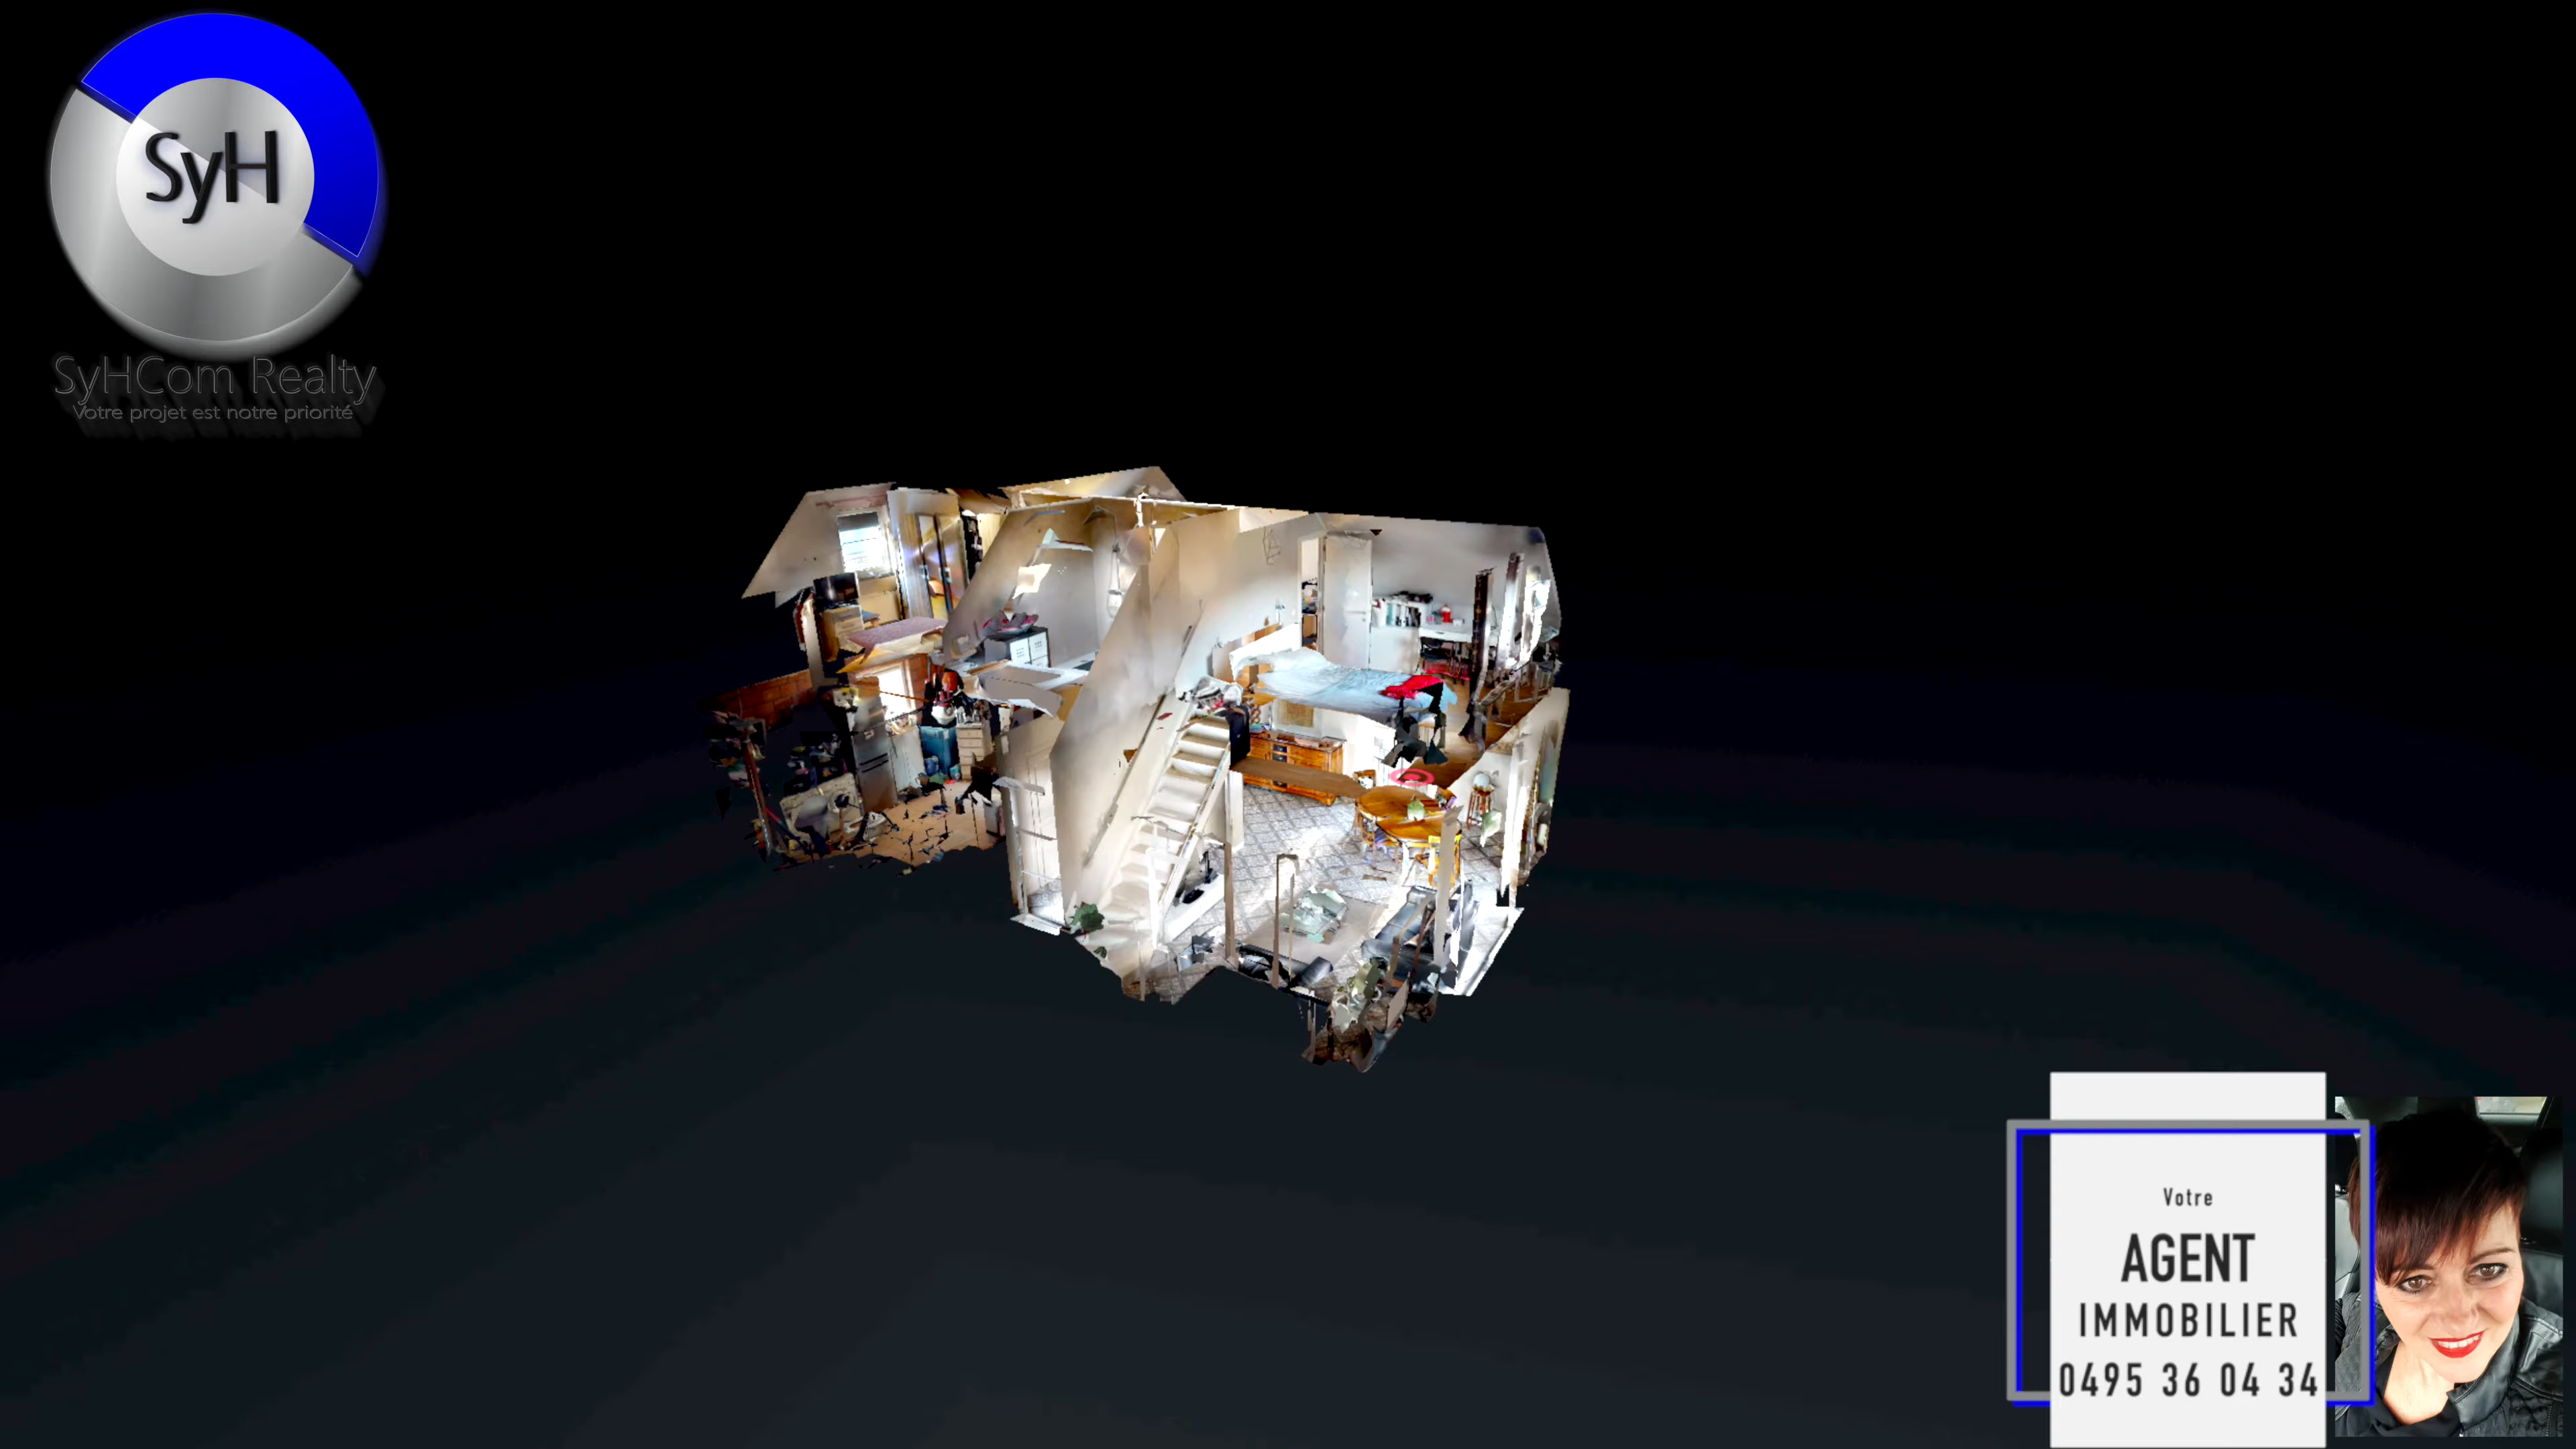 SyH
SyHCom Realty
Votre projet est notre priorité
Votre
AGENT
IMMOBILIER
0495 36 04 34